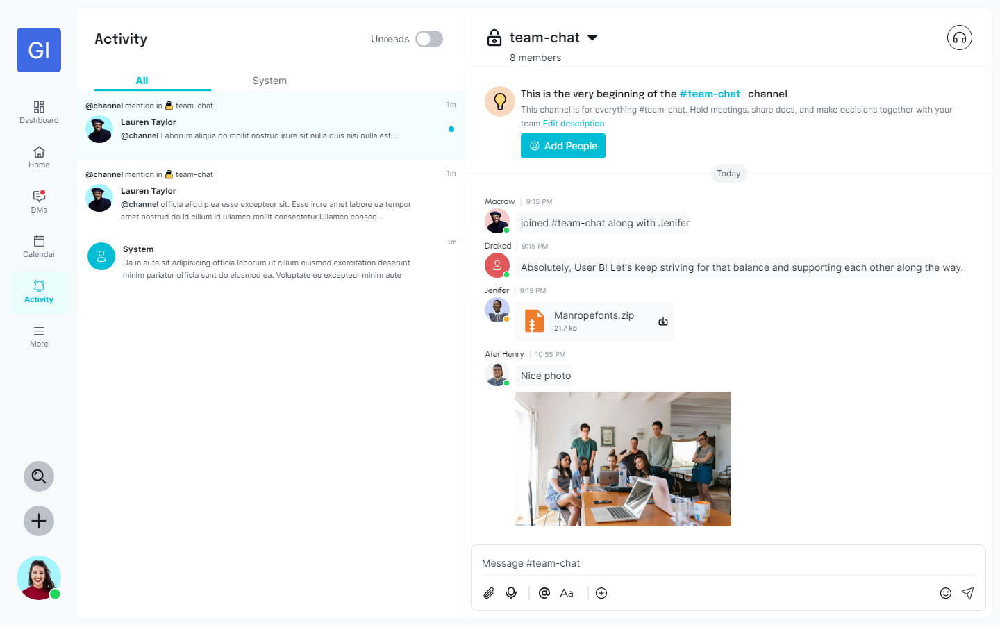 GI
Dashboard
Home
DMs
Calendar
Activity
More
Activity
Unreads
All
System
@channel mention in team-chat
1m
Lauren Taylor
@channel Laborum aliqua do mollit nostrud irure sit nulla duis nisi nulla est...
@channel mention in team-chat
1m
Lauren Taylor
@channel officia aliquip ea esse excepteur sit. Esse irure amet labore ea tempor
amet nostrud do id cillum id ullamco mollit consectetur.Ullamco conseq...
1m
System
Da in aute sit adipisicing officia laborum ut cillum eiusmod exercitation deserunt
minim pariatur officia sunt do eiusmod ea. Voluptate eu excepteur minim aute
team-chat
8 members
This is the very beginning of the #team-chat channel
This channel is for everything #team-chat. Hold meetings. share docs, and make decisions together with your
team.Edit description
Add People
Today
Macraw | 9:15 PM
joined #team-chat along with Jenifer
Drakod | 9:15 PM
Absolutely, User B! Let's keep striving for that balance and supporting each other along the way.
Jenifer | 9:19 PM
Manropefonts.zip
21.7 kb
Ater Henry | 10:55 PM
Nice photo
Message #team-chat
@ Aa